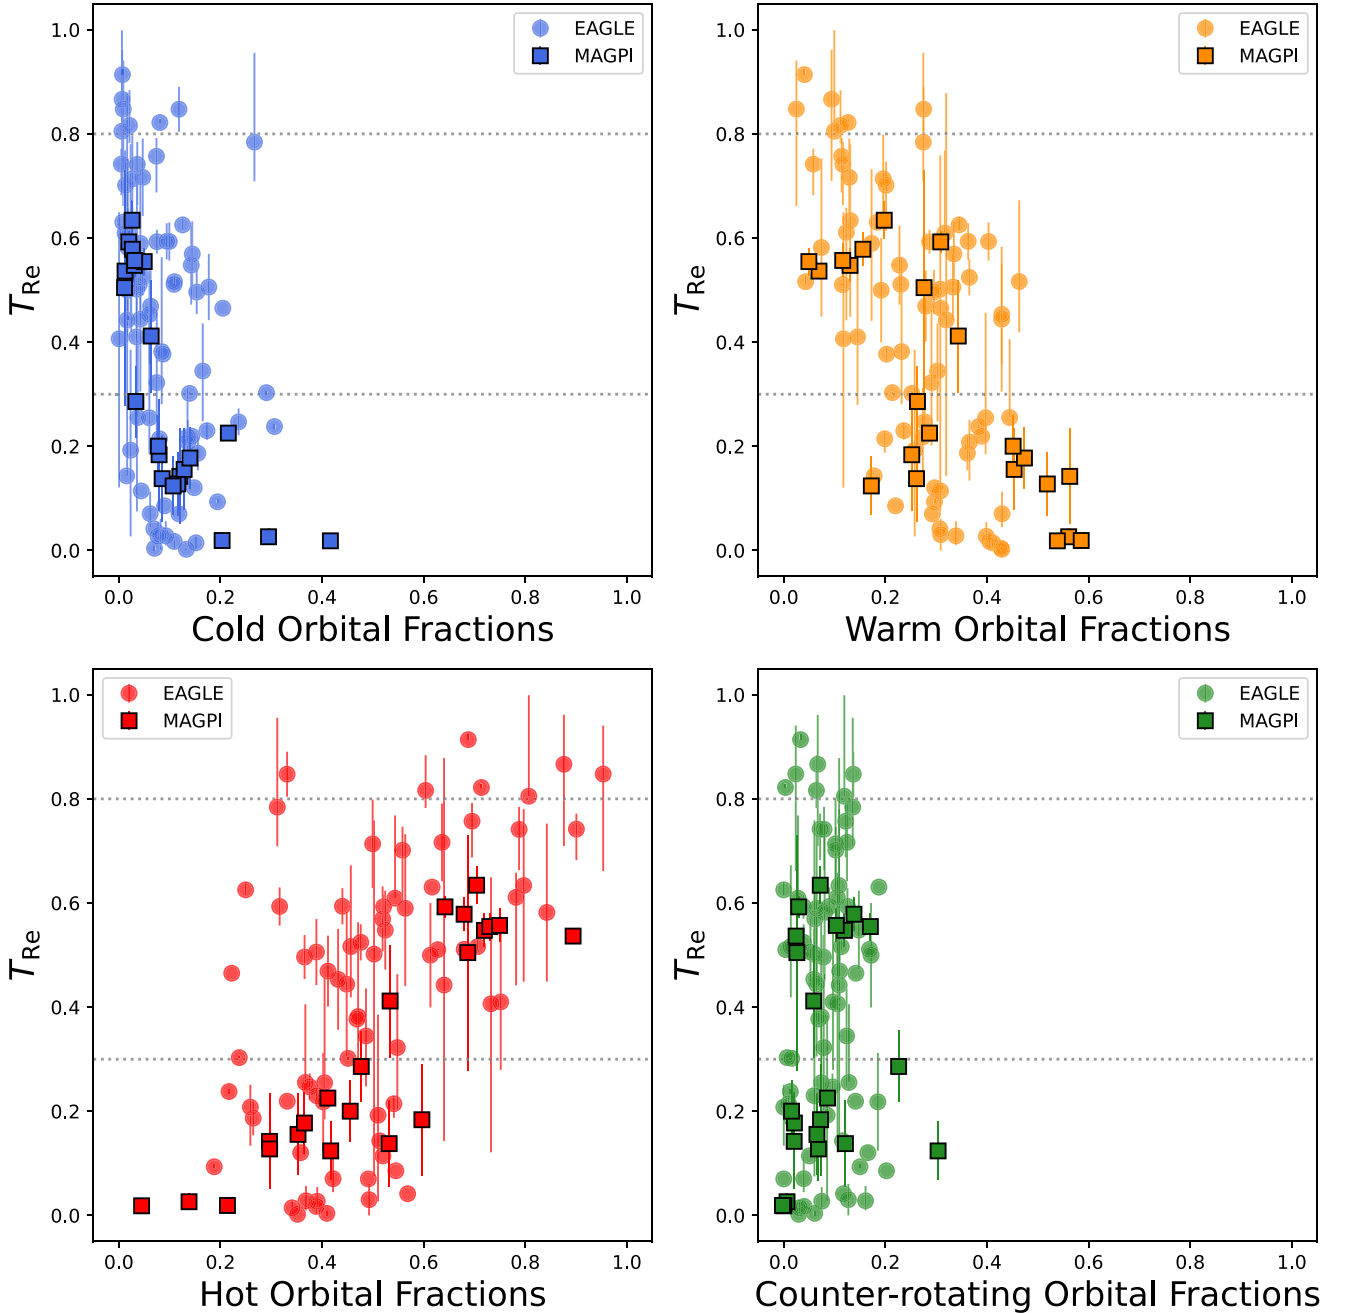 EAGLE
MAGPI
1.0
0.8
0.6
0.4
0.2
0.0
T_Re
0.0 0.2 0.4 0.6 0.8 1.0
Cold Orbital Fractions
EAGLE
MAGPI
1.0
0.8
0.6
0.4
0.2
0.0
T_Re
0.0 0.2 0.4 0.6 0.8 1.0
Warm Orbital Fractions
EAGLE
MAGPI
1.0
0.8
0.6
0.4
0.2
0.0
T_Re
0.0 0.2 0.4 0.6 0.8 1.0
Hot Orbital Fractions
EAGLE
MAGPI
1.0
0.8
0.6
0.4
0.2
0.0
T_Re
0.0 0.2 0.4 0.6 0.8 1.0
Counter-rotating Orbital Fractions